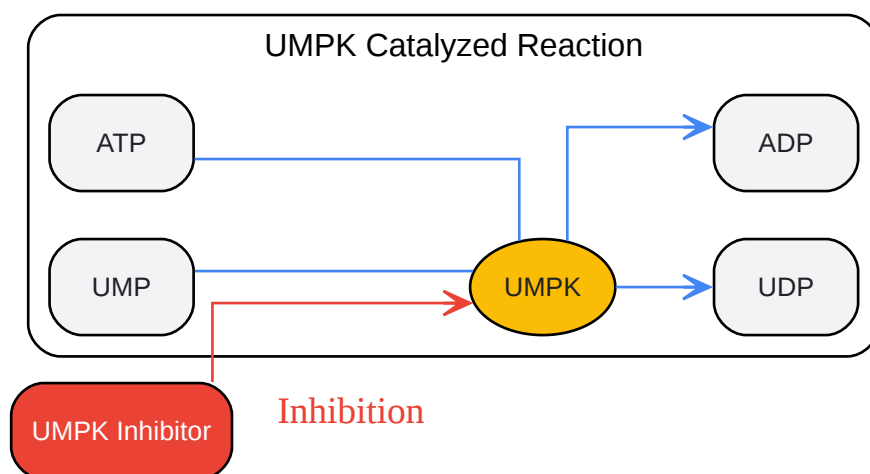 UMPK Catalyzed Reaction
ATP
ADP
UMP
UMPK
UDP
UMPK Inhibitor
Inhibition